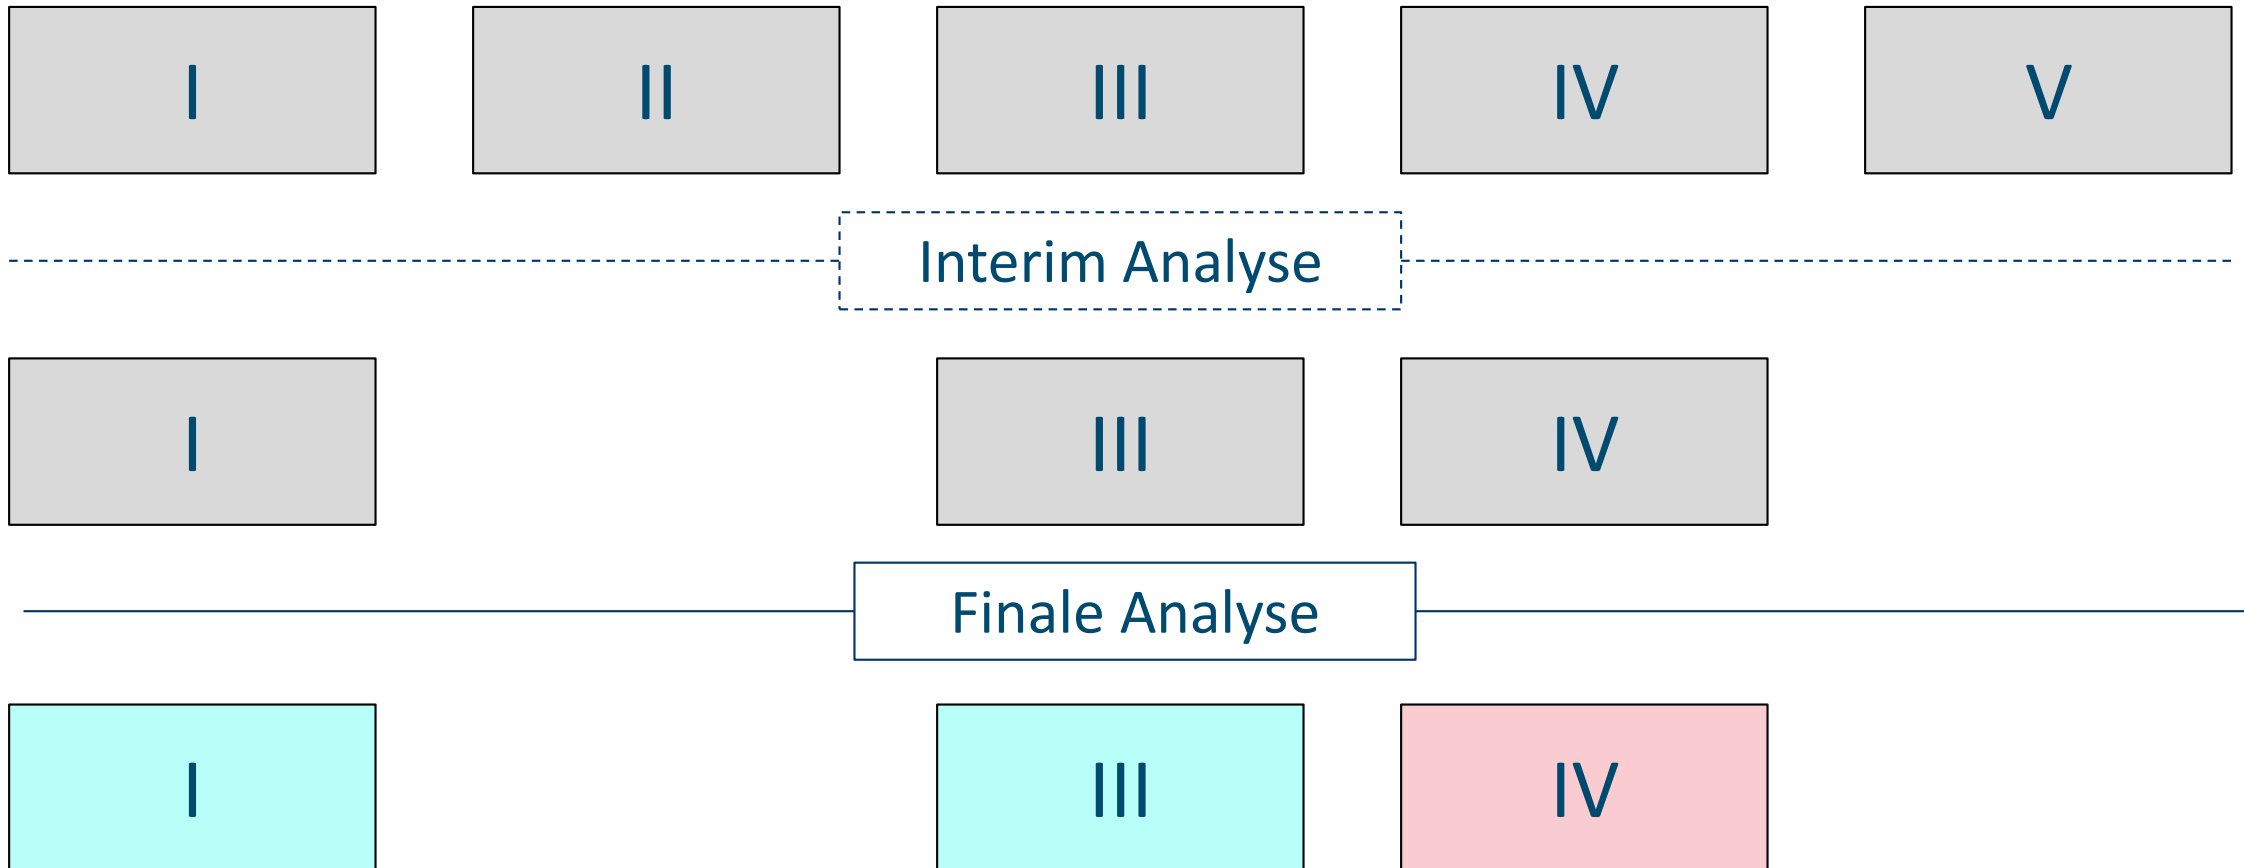 I II III IV V
Interim Analyse
I III IV
Finale Analyse
I III IV